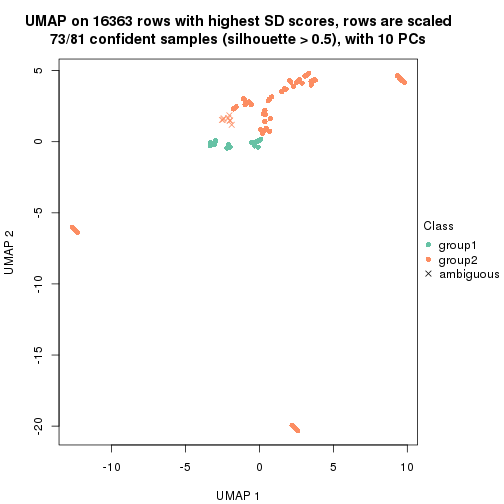 UMAP on 16363 rows with highest SD scores, rows are scaled
73/81 confident samples (silhouette > 0.5), with 10 PCs
5
0
-5
-10
-15
-20
UMAP 2
-10
-5
0
5
10
UMAP 1
Class
group1
group2
ambiguous